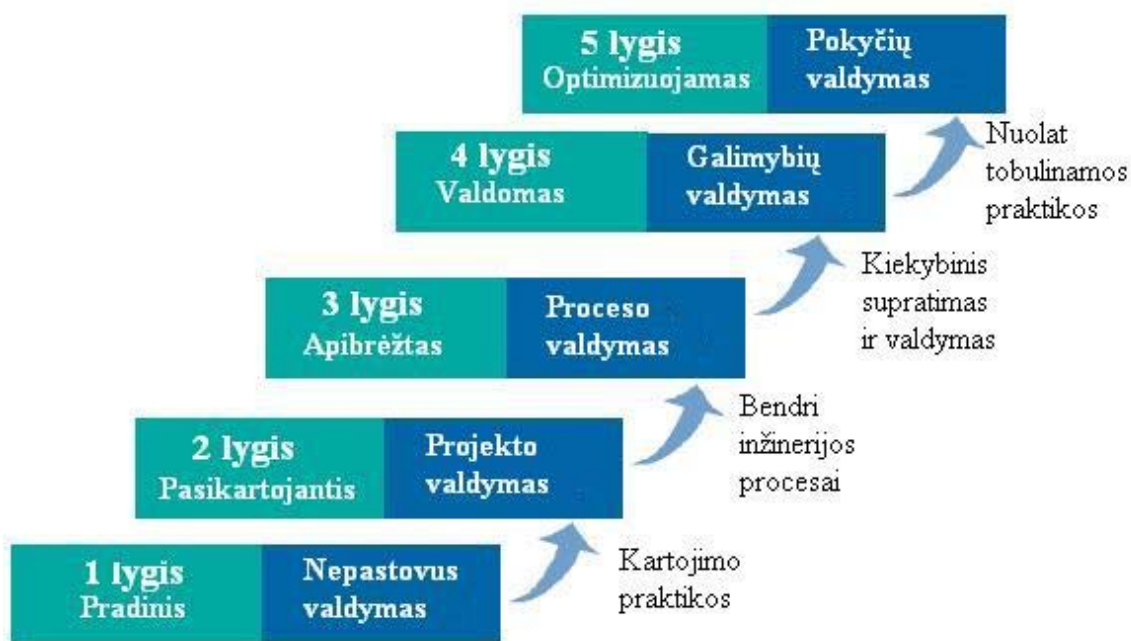 5 lygis
Optimizuojamas
Pokyčių
valdymas
Nuolat
tobulinamos
praktikos
4 lygis
Valdomas
Galimybių
valdymas
Kiekybinis
supratimas
ir valdymas
3 lygis
Apibrėžtas
Proceso
valdymas
Bendri
inžinerijos
procesai
2 lygis
Pasikartojantis
Projekto
valdymas
Kartojimo
praktikos
1 lygis
Pradinis
Nepastovus
valdymas